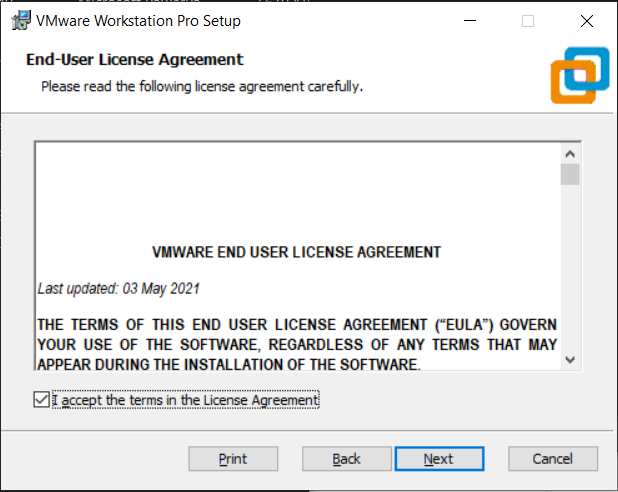 VMware Workstation Pro Setup
End-User License Agreement
Please read the following license agreement carefully.
VMWARE END USER LICENSE AGREEMENT
Last updated: 03 May 2021
THE TERMS OF THIS END USER LICENSE AGREEMENT (“EULA”) GOVERN
YOUR USE OF THE SOFTWARE, REGARDLESS OF ANY TERMS THAT MAY
APPEAR DURING THE INSTALLATION OF THE SOFTWARE.
I accept the terms in the License Agreement
Print Back Next Cancel